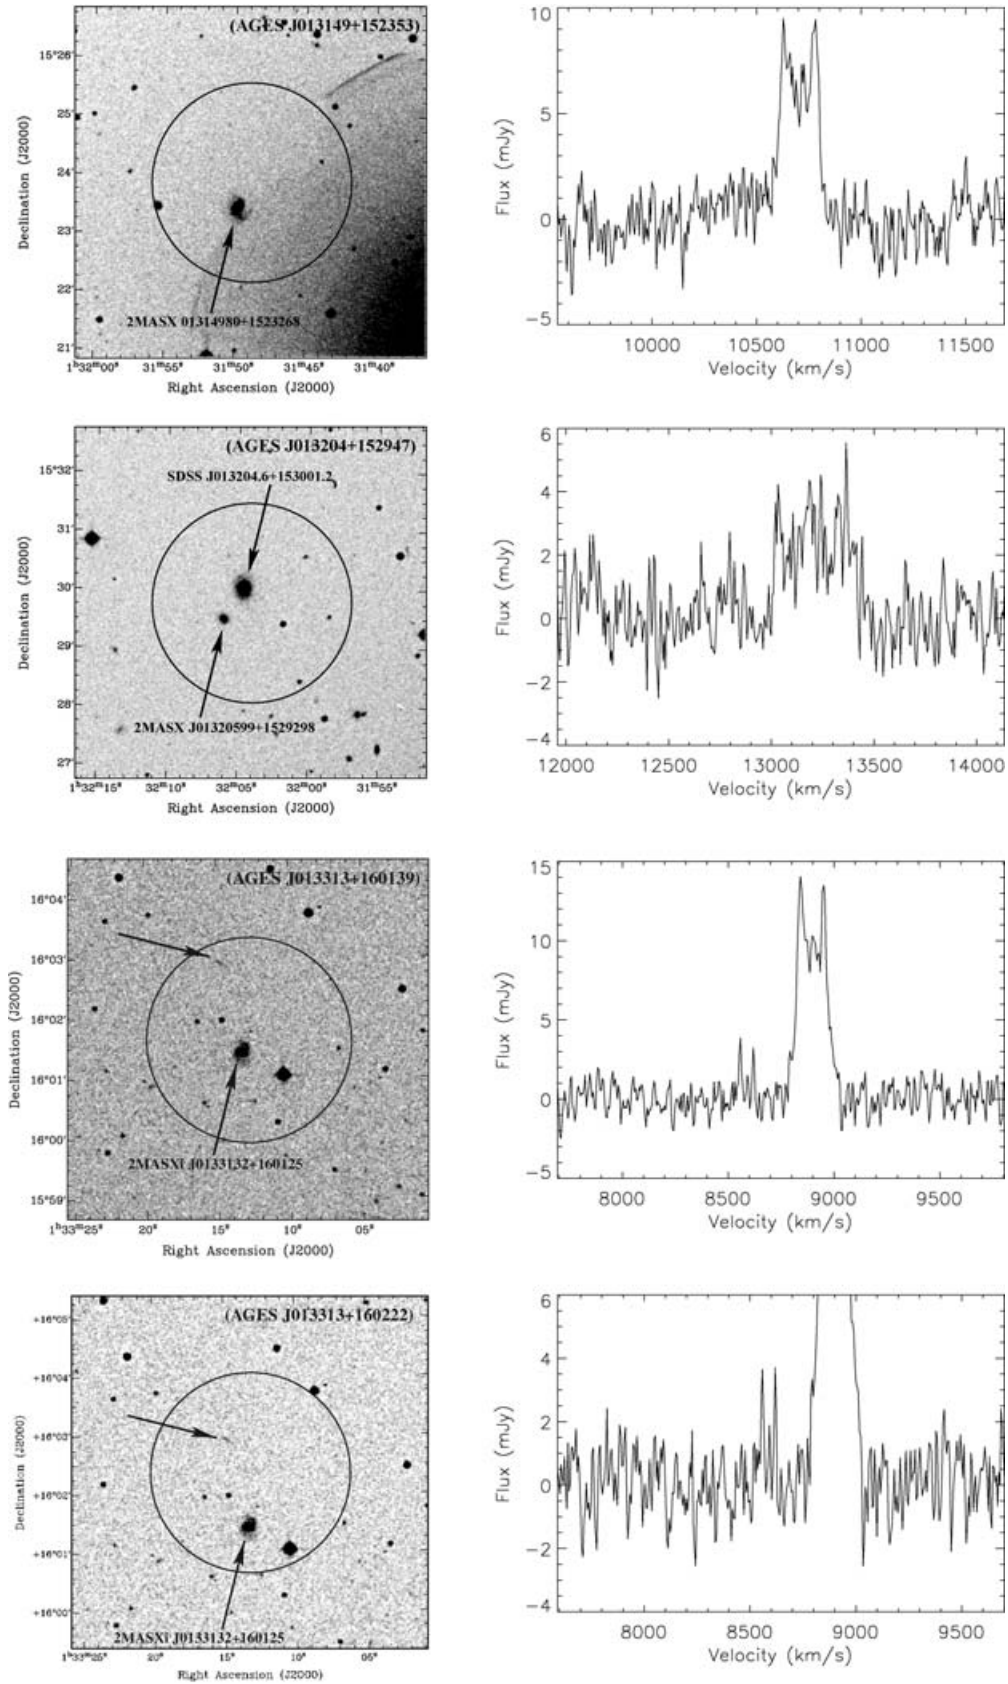 (AGES J013149+152353)
15°26'
25'
24'
23'
22'
21'
Declination (J2000)
2MASX 01314980+1523268
1ʰ32ᵐ00ˢ 31ᵐ55ˢ 31ᵐ50ˢ 31ᵐ45ˢ 31ᵐ40ˢ
Right Ascension (J2000)
10
5
0
−5
Flux (mJy)
10000 10500 11000 11500
Velocity (km/s)
(AGES J013204+152947)
SDSS J013204.6+153001.2
15°32'
31'
30'
29'
28'
27'
Declination (J2000)
2MASX J01320599+1529298
1ʰ32ᵐ15ˢ 32ᵐ10ˢ 32ᵐ05ˢ 32ᵐ00ˢ 31ᵐ55ˢ
Right Ascension (J2000)
6
4
2
0
−2
−4
Flux (mJy)
12000 12500 13000 13500 14000
Velocity (km/s)
(AGES J013313+160139)
16°04'
16°03'
16°02'
16°01'
16°00'
15°59'
Declination (J2000)
2MASXi J0133132+160125
1ʰ33ᵐ25ˢ 20ˢ 15ˢ 10ˢ 05ˢ
Right Ascension (J2000)
15
10
5
0
−5
Flux (mJy)
8000 8500 9000 9500
Velocity (km/s)
(AGES J013313+160222)
+16°05'
+16°04'
+16°03'
+16°02'
+16°01'
+16°00'
Declination (J2000)
2MASXi J0133132+160125
1ʰ33ᵐ25ˢ 20ˢ 15ˢ 10ˢ 05ˢ
Right Ascension (J2000)
6
4
2
0
−2
−4
Flux (mJy)
8000 8500 9000 9500
Velocity (km/s)